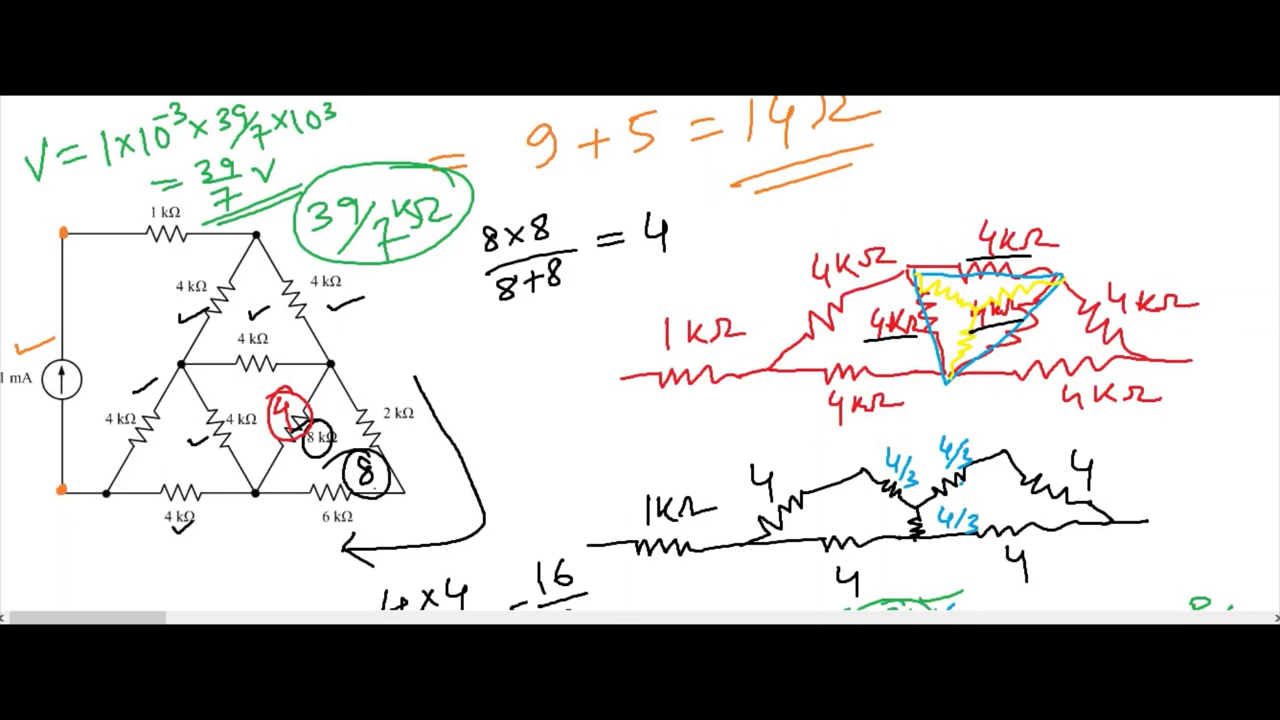 V = 1×10⁻³ × 39/7 × 10³
= 39/7 V
39/7 kΩ
= 9 + 5 = 14Ω
8×8/8+8 = 4
1 kΩ
4 kΩ
4 kΩ
4 kΩ
1 mA
4 kΩ
4 kΩ
4
8 kΩ
2 kΩ
8
4 kΩ
6 kΩ
1KΩ
4KΩ
4KΩ
4KΩ
4KΩ
4KΩ
4KΩ
4KΩ
1KΩ
4
4/3
4/3
4/3
4
4
4
4×4
= 16